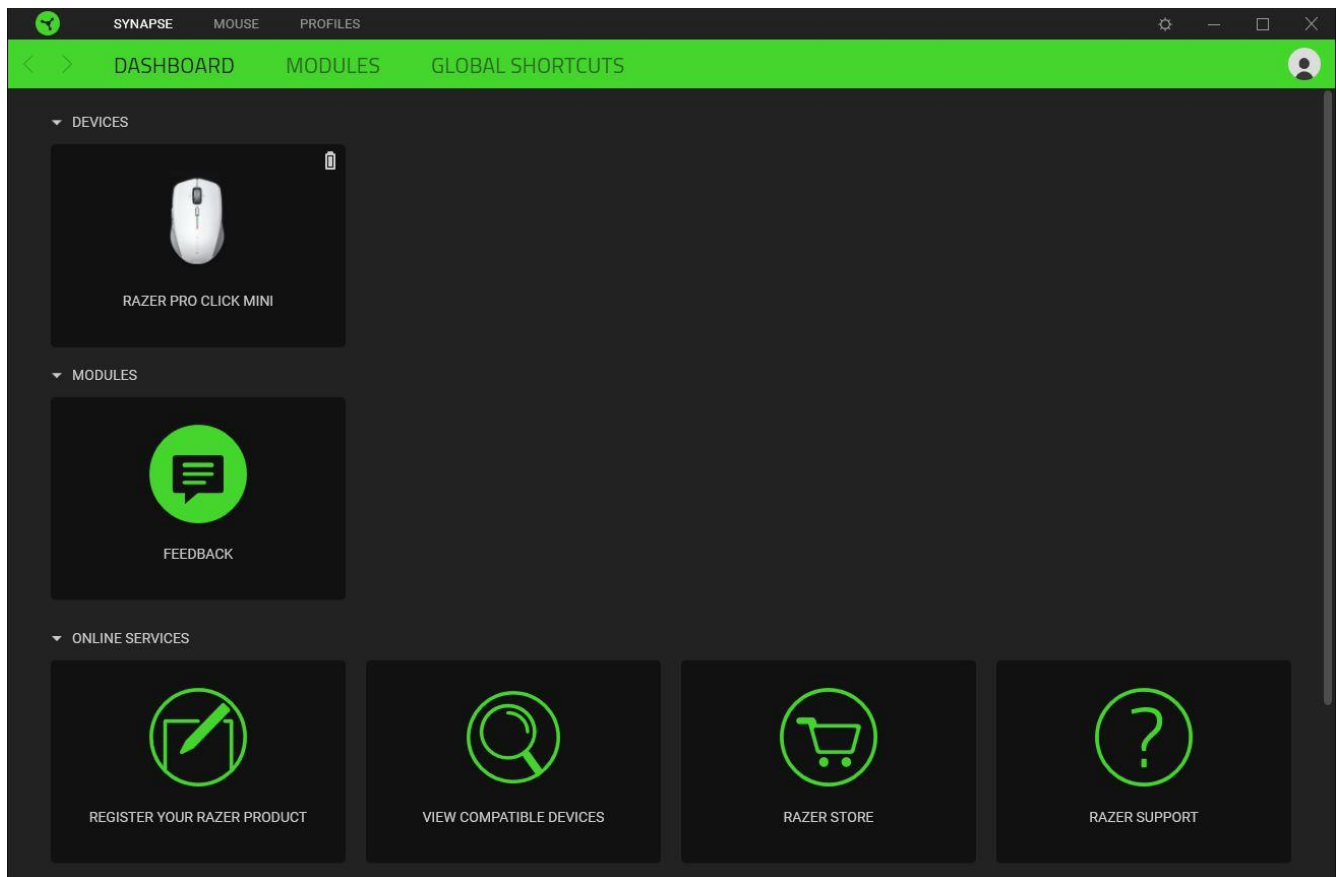 SYNAPSE MOUSE PROFILES
DASHBOARD MODULES GLOBAL SHORTCUTS
DEVICES
RAZER PRO CLICK MINI
MODULES
FEEDBACK
ONLINE SERVICES
REGISTER YOUR RAZER PRODUCT VIEW COMPATIBLE DEVICES RAZER STORE RAZER SUPPORT